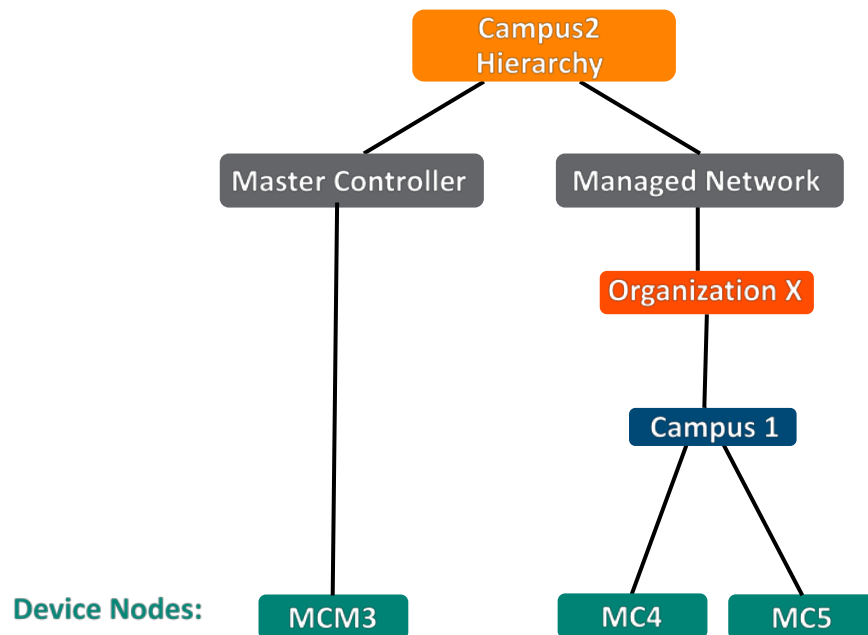 Campus2
Hierarchy
Master Controller
Managed Network
Organization X
Campus 1
Device Nodes:
MCM3
MC4
MC5